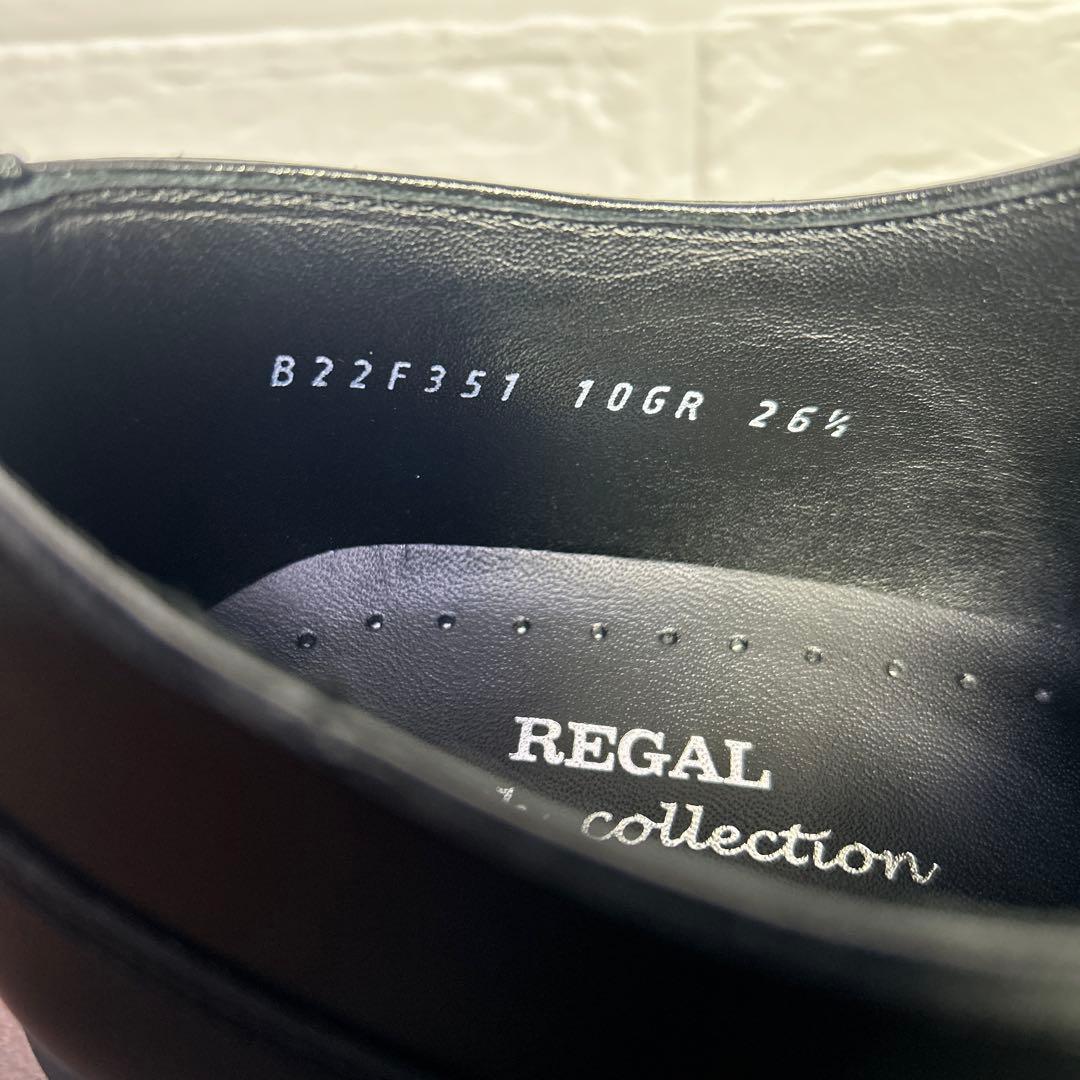 B22F351 10GR 26½
REGAL
collection